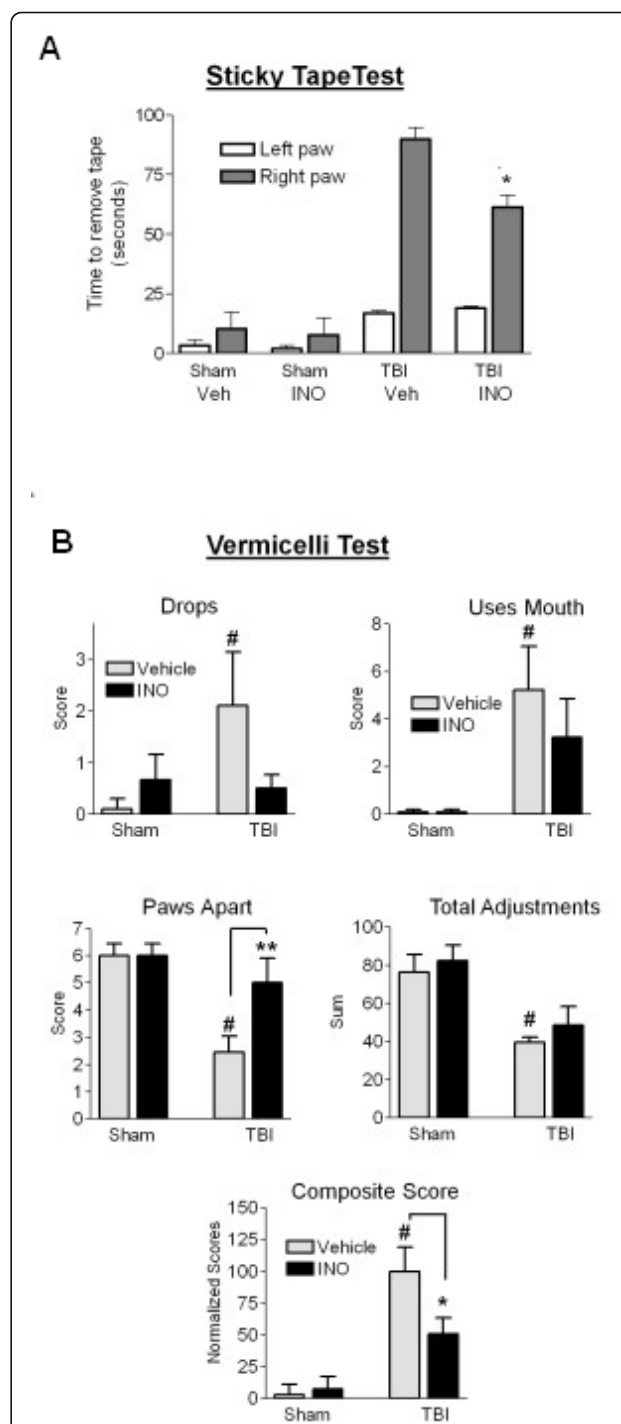 A
Sticky TapeTest
Time to remove tape
(seconds)
100
75
50
25
0
Left paw
Right paw
*
Sham
Veh
Sham
INO
TBI
Veh
TBI
INO
B
Vermicelli Test
Drops
Score
3
2
1
0
Vehicle
INO
#
Sham
TBI
Uses Mouth
Score
8
6
4
2
0
Vehicle
INO
#
Sham
TBI
Paws Apart
Score
7
6
5
4
3
2
1
0
#
**
Sham
TBI
Total Adjustments
Sum
100
80
60
40
20
0
#
Sham
TBI
Composite Score
Normalized Scores
150
125
100
75
50
25
0
Vehicle
INO
#
*
Sham
TBI